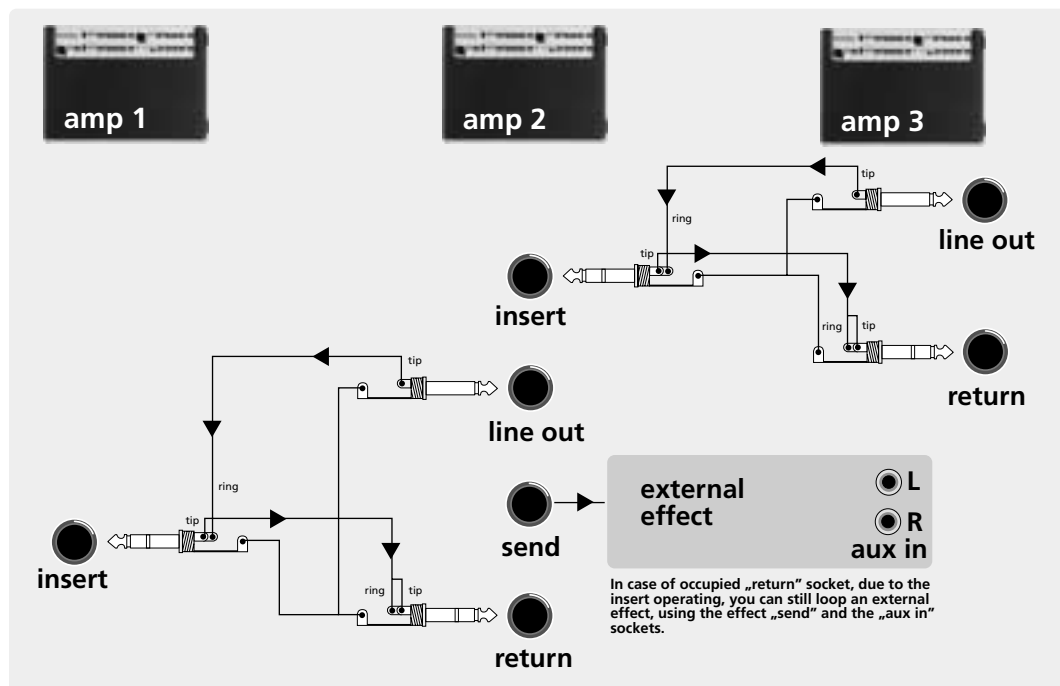 amp 1
amp 2
amp 3
tip
line out
ring
tip
insert
ring
tip
return
tip
line out
ring
tip
insert
ring
tip
return
send
external
effect
L
R
aux in
In case of occupied „return” socket, due to the
insert operating, you can still loop an external
effect, using the effect „send” and the „aux in”
sockets.